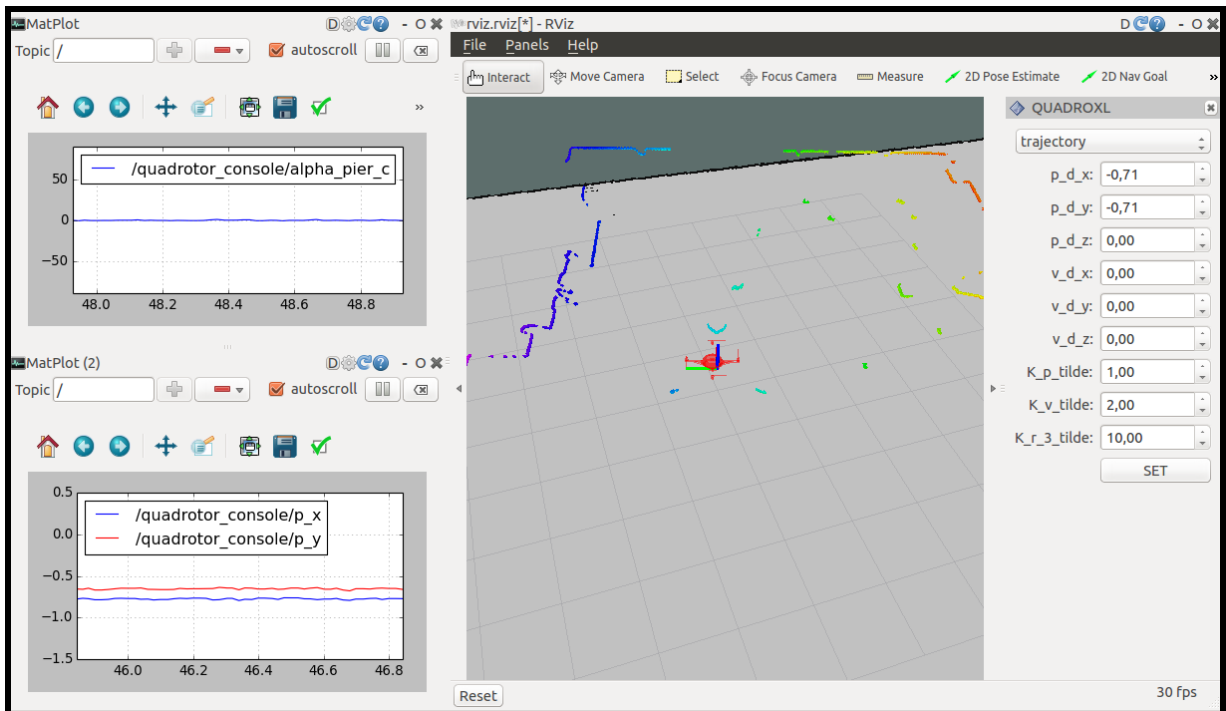 MatPlot
D - O
Topic /
autoscroll
»
/quadrotor_console/alpha_pier_c
50
0
−50
48.0 48.2 48.4 48.6 48.8
MatPlot (2)
D - O
Topic /
autoscroll
»
/quadrotor_console/p_x
/quadrotor_console/p_y
0.5
0.0
−0.5
−1.0
−1.5
46.0 46.2 46.4 46.6 46.8
rviz.rviz[*] - RViz
D - O
File Panels Help
Interact Move Camera Select Focus Camera Measure 2D Pose Estimate 2D Nav Goal »
QUADROXL
trajectory
p_d_x: -0,71
p_d_y: -0,71
p_d_z: 0,00
v_d_x: 0,00
v_d_y: 0,00
v_d_z: 0,00
K_p_tilde: 1,00
K_v_tilde: 2,00
K_r_3_tilde: 10,00
SET
Reset
30 fps